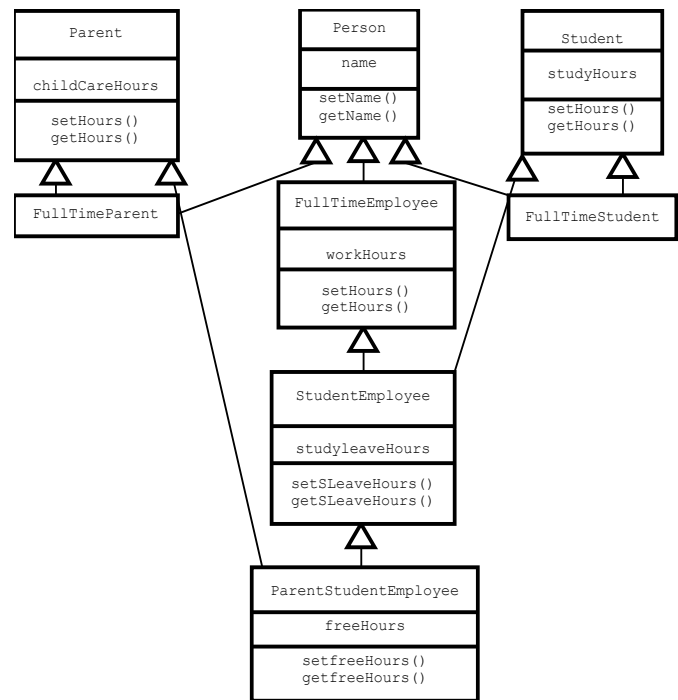 Parent
childCareHours
setHours()
getHours()
Person
name
setName()
getName()
Student
studyHours
setHours()
getHours()
FullTimeParent
FullTimeEmployee
workHours
setHours()
getHours()
FullTimeStudent
StudentEmployee
studyleaveHours
setSLeaveHours()
getSLeaveHours()
ParentStudentEmployee
freeHours
setfreeHours()
getfreeHours()